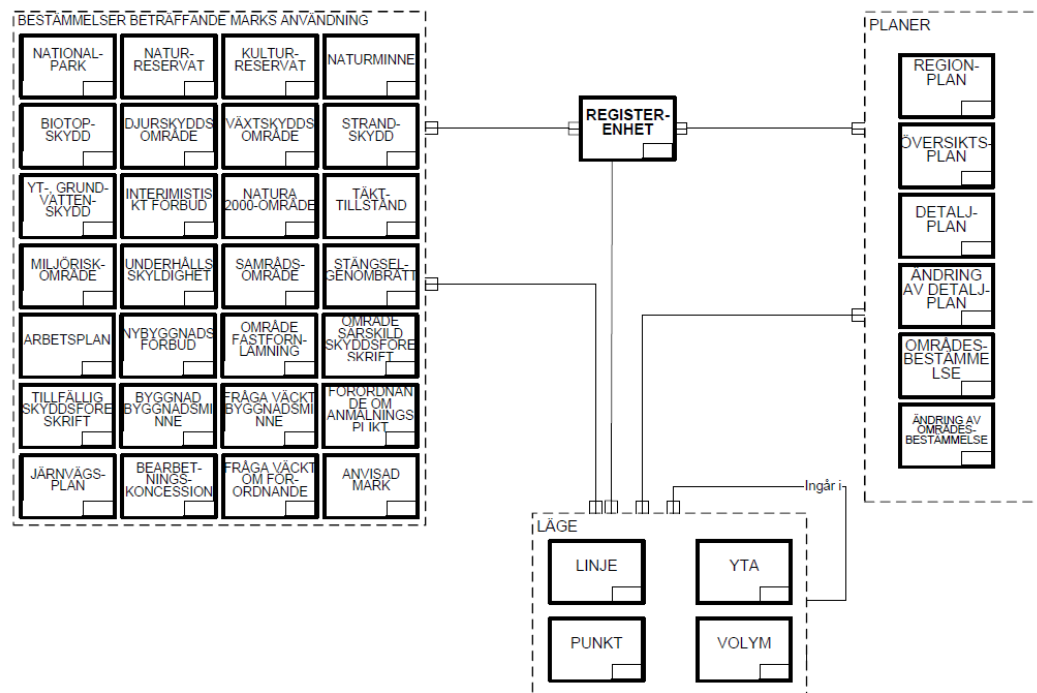 BESTÄMMELSER BETRÄFFANDE MARKS ANVÄNDNING
NATIONAL-
PARK
NATUR-
RESERVAT
KULTUR-
RESERVAT
NATURMINNE
BIOTOP-
SKYDD
DJURSKYDDS
OMRÅDE
VÄXTSKYDDS
OMRÅDE
STRAND-
SKYDD
YT-, GRUND-
VATTEN-
SKYDD
INTERIMISTIS
KT FÖRBUD
NATURA
2000-OMRÅDE
TÄKT-
TILLSTÅND
MILJÖRISK-
OMRÅDE
UNDERHÅLLS
SKYLDIGHET
SAMRÅDS-
OMRÅDE
STÄNGSEL-
GENOMBRATT
ARBETSPLAN
NYBYGGNADS
FÖRBUD
OMRÅDE
FASTFORN-
LÄMNING
OMRÅDE
SÄRSKILD
SKYDDSFÖRE
SKRIFT
TILLFÄLLIG
SKYDDSFÖRE
SKRIFT
BYGGNAD
BYGGNADSMI
NNE
FRÅGA VÄCKT
BYGGNADSMI
NNE
FÖRORDNAN
DE OM
ANMÄLNINGS
PLIKT
JÄRNVÄGS-
PLAN
BEARBET-
NINGS-
KONCESSION
FRÅGA VÄCKT
OM FÖR-
ORDNANDE
ANVISAD
MARK
REGISTER-
ENHET
PLANER
REGION-
PLAN
ÖVERSIKTS-
PLAN
DETALJ-
PLAN
ÄNDRING
AV DETALJ-
PLAN
OMRÅDES-
BESTÄMME
LSE
ÄNDRING AV
OMRÅDES-
BESTÄMMELSE
Ingår i
LÄGE
LINJE
YTA
PUNKT
VOLYM